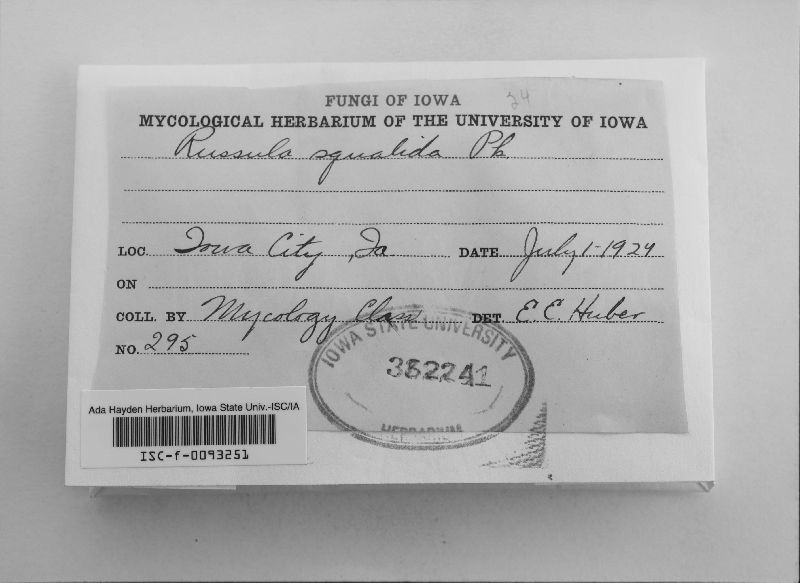 24
FUNGI OF IOWA
MYCOLOGICAL HERBARIUM OF THE UNIVERSITY OF IOWA
Russula squalida Pk
LOC. Iowa City, Ia DATE July 1-1924
ON
COLL. BY Mycology Class DET. E. E. Huber
NO. 295
IOWA STATE UNIVERSITY
362241
HERBARIUM
Ada Hayden Herbarium, Iowa State Univ.-ISC/IA
ISC-f-0093251